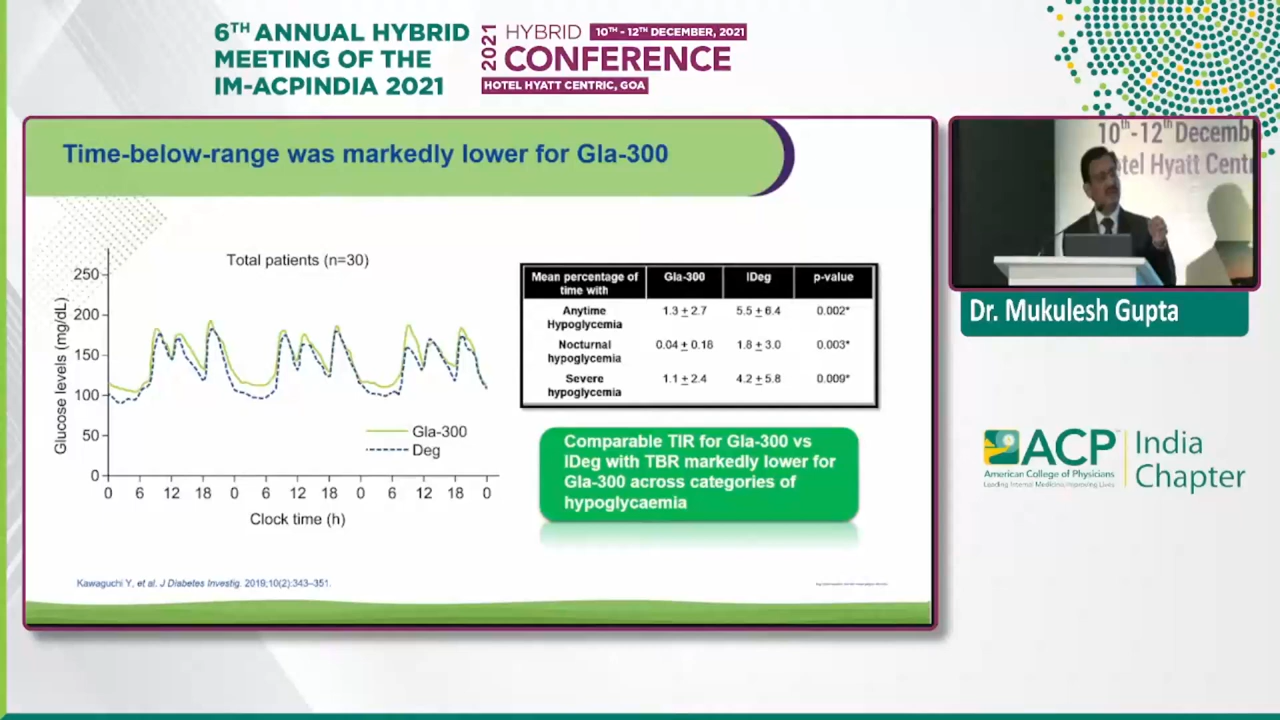 6TH ANNUAL HYBRID
MEETING OF THE
IM-ACPINDIA 2021
2021
HYBRID
10TH - 12TH DECEMBER, 2021
CONFERENCE
HOTEL HYATT CENTRIC, GOA
Time-below-range was markedly lower for Gla-300
Total patients (n=30)
Glucose levels (mg/dL)
250
200
150
100
50
0
Gla-300
Deg
0 6 12 18 0 6 12 18 0 6 12 18 0
Clock time (h)
Mean percentage of time with Gla-300 IDeg p-value
Anytime Hypoglycemia 1.3 ± 2.7 5.5 ± 6.4 0.002*
Nocturnal hypoglycemia 0.04 ± 0.18 1.8 ± 3.0 0.003*
Severe hypoglycemia 1.1 ± 2.4 4.2 ± 5.8 0.009*
Comparable TIR for Gla-300 vs
IDeg with TBR markedly lower for
Gla-300 across categories of
hypoglycaemia
Kawaguchi Y, et al. J Diabetes Investig. 2019;10(2):343–351.
10th-12th Decembe
otel Hyatt Centri
Dr. Mukulesh Gupta
ACP
American College of Physicians
Leading Internal Medicine, Improving Lives
India
Chapter